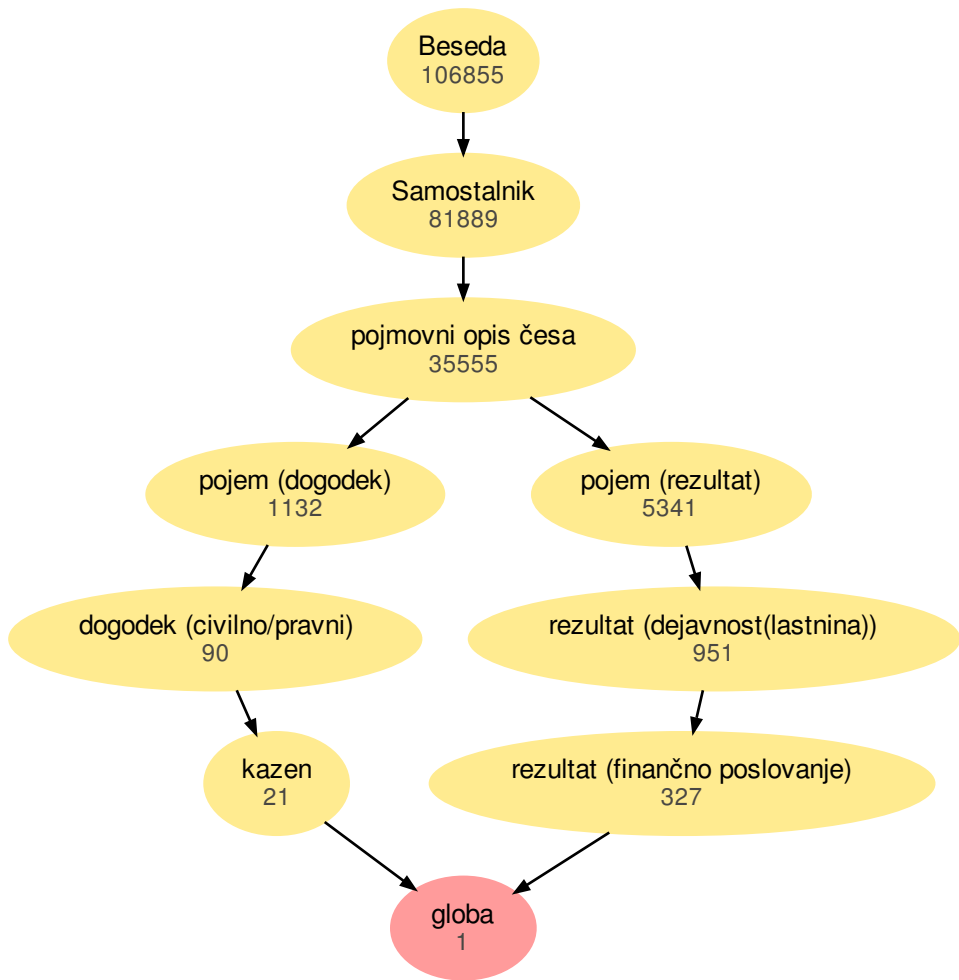 Beseda
106855
Samostalnik
81889
pojmovni opis česa
35555
pojem (dogodek)
1132
pojem (rezultat)
5341
dogodek (civilno/pravni)
90
rezultat (dejavnost(lastnina))
951
kazen
21
rezultat (finančno poslovanje)
327
globa
1